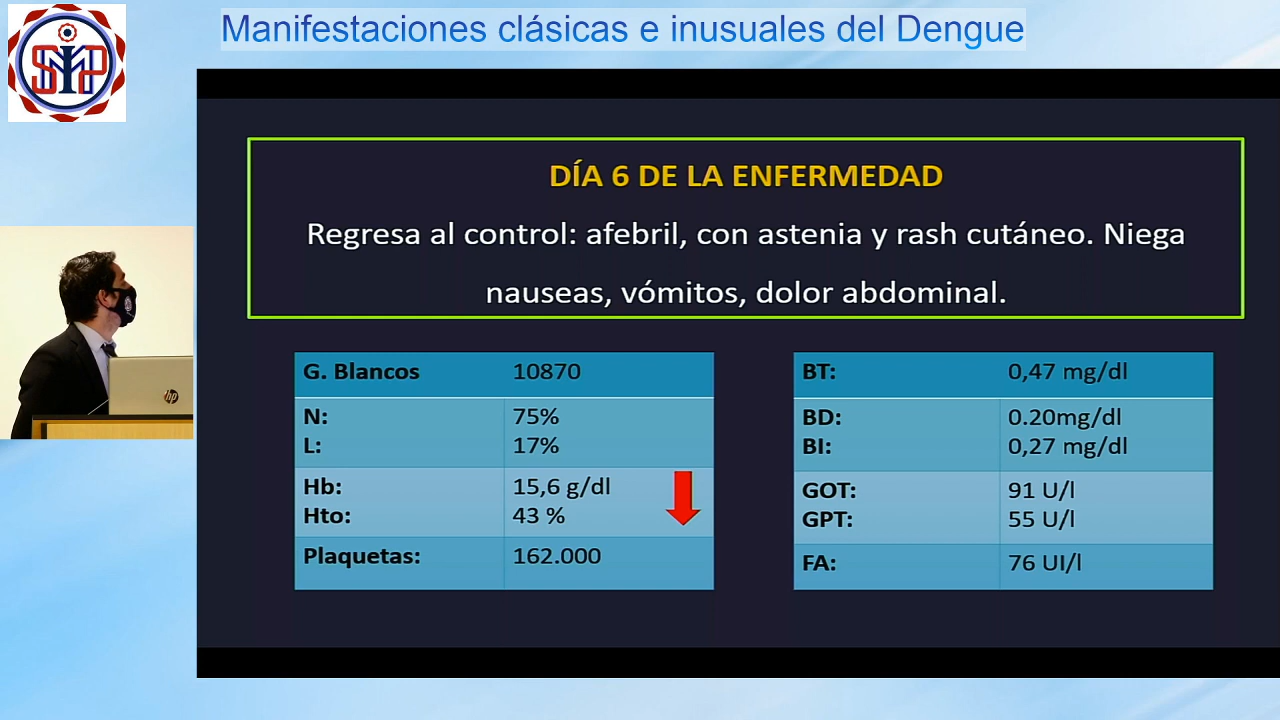 Manifestaciones clásicas e inusuales del Dengue
SMP
DÍA 6 DE LA ENFERMEDAD
Regresa al control: afebril, con astenia y rash cutáneo. Niega
nauseas, vómitos, dolor abdominal.
G. Blancos 10870
N: 75%
L: 17%
Hb: 15,6 g/dl
Hto: 43 %
Plaquetas: 162.000
BT: 0,47 mg/dl
BD: 0.20mg/dl
BI: 0,27 mg/dl
GOT: 91 U/l
GPT: 55 U/l
FA: 76 UI/l
hp